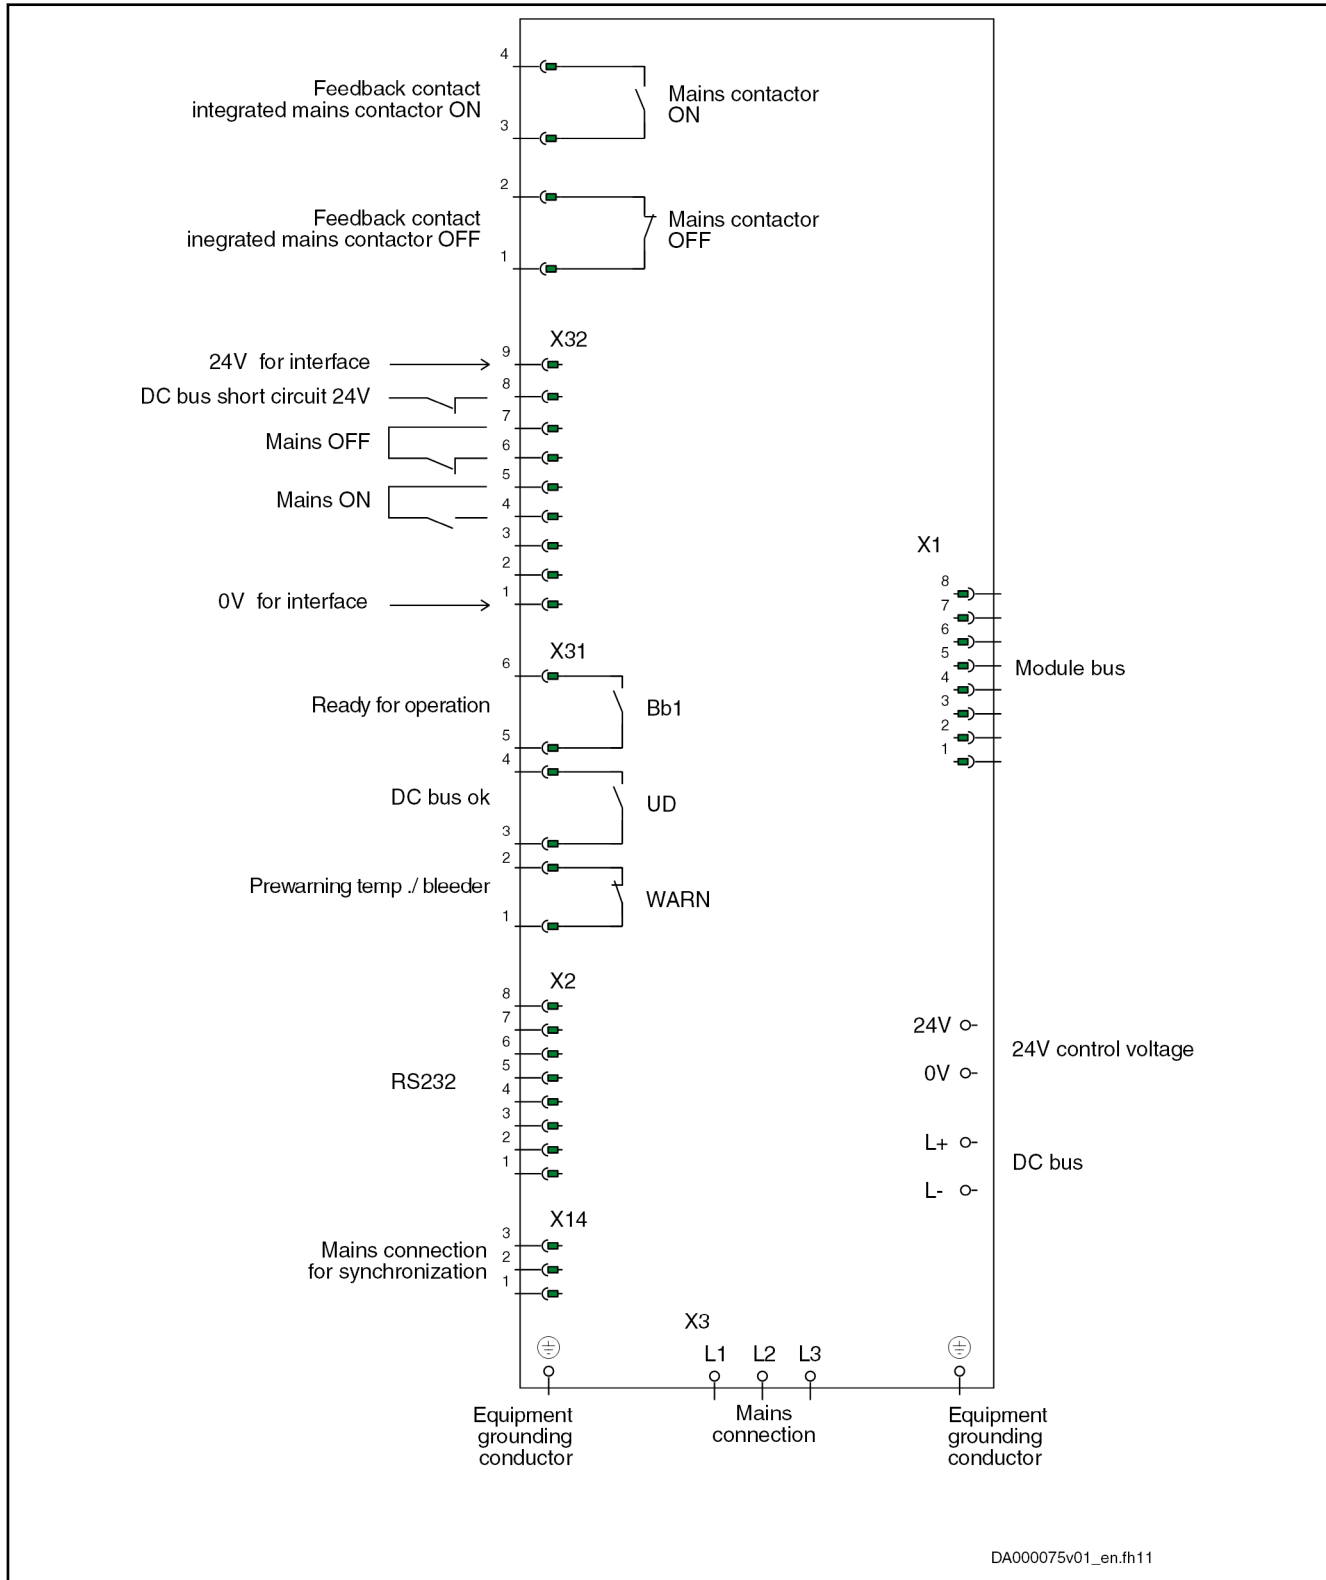 4
Feedback contact
integrated mains contactor ON
Mains contactor
ON
3
2
Feedback contact
inegrated mains contactor OFF
Mains contactor
OFF
1
X32
9
24V for interface
8
DC bus short circuit 24V
7
Mains OFF
6
5
Mains ON
4
3
2
1
0V for interface
X1
8
7
6
5
4
3
2
1
Module bus
X31
6
Ready for operation
Bb1
5
4
DC bus ok
UD
3
2
Prewarning temp ./ bleeder
WARN
1
X2
8
7
6
5
RS232
4
3
2
1
24V
24V control voltage
0V
L+
DC bus
L-
X14
3
Mains connection
2
for synchronization
1
X3
L1 L2 L3
Equipment
grounding
conductor
Mains
connection
Equipment
grounding
conductor
DA000075v01_en.fh11